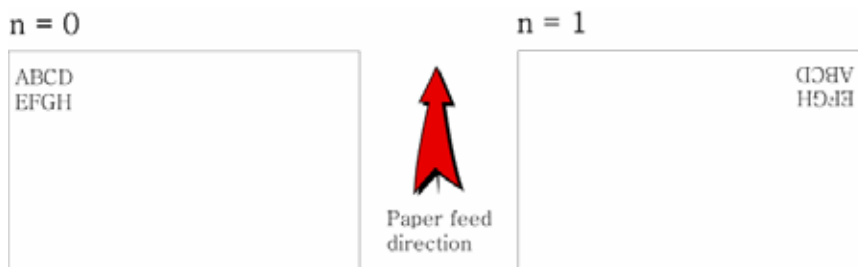 n = 0
ABCD
EFGH
Paper feed
direction
n = 1
ABCD
EFGH